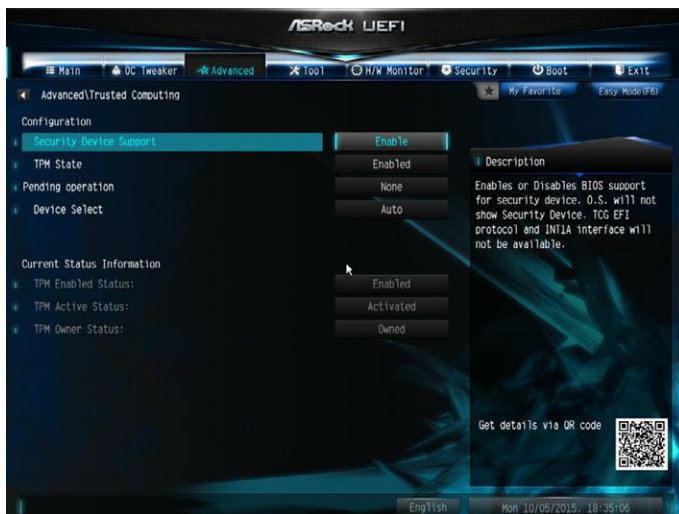 ASRock UEFI
Main OC Tweaker Advanced Tool H/W Monitor Security Boot Exit
Advanced\Trusted Computing
My Favorite Easy Mode(F6)
Configuration
Security Device Support Enable
TPM State Enabled
Pending operation None
Device Select Auto
Current Status Information
TPM Enabled Status: Enabled
TPM Active Status: Activated
TPM Owner Status: Owned
Description
Enables or Disables BIOS support
for security device. O.S. will not
show Security Device. TCG EFI
protocol and INT1A interface will
not be available.
Get details via QR code
English Mon 10/05/2015. 18:35:06